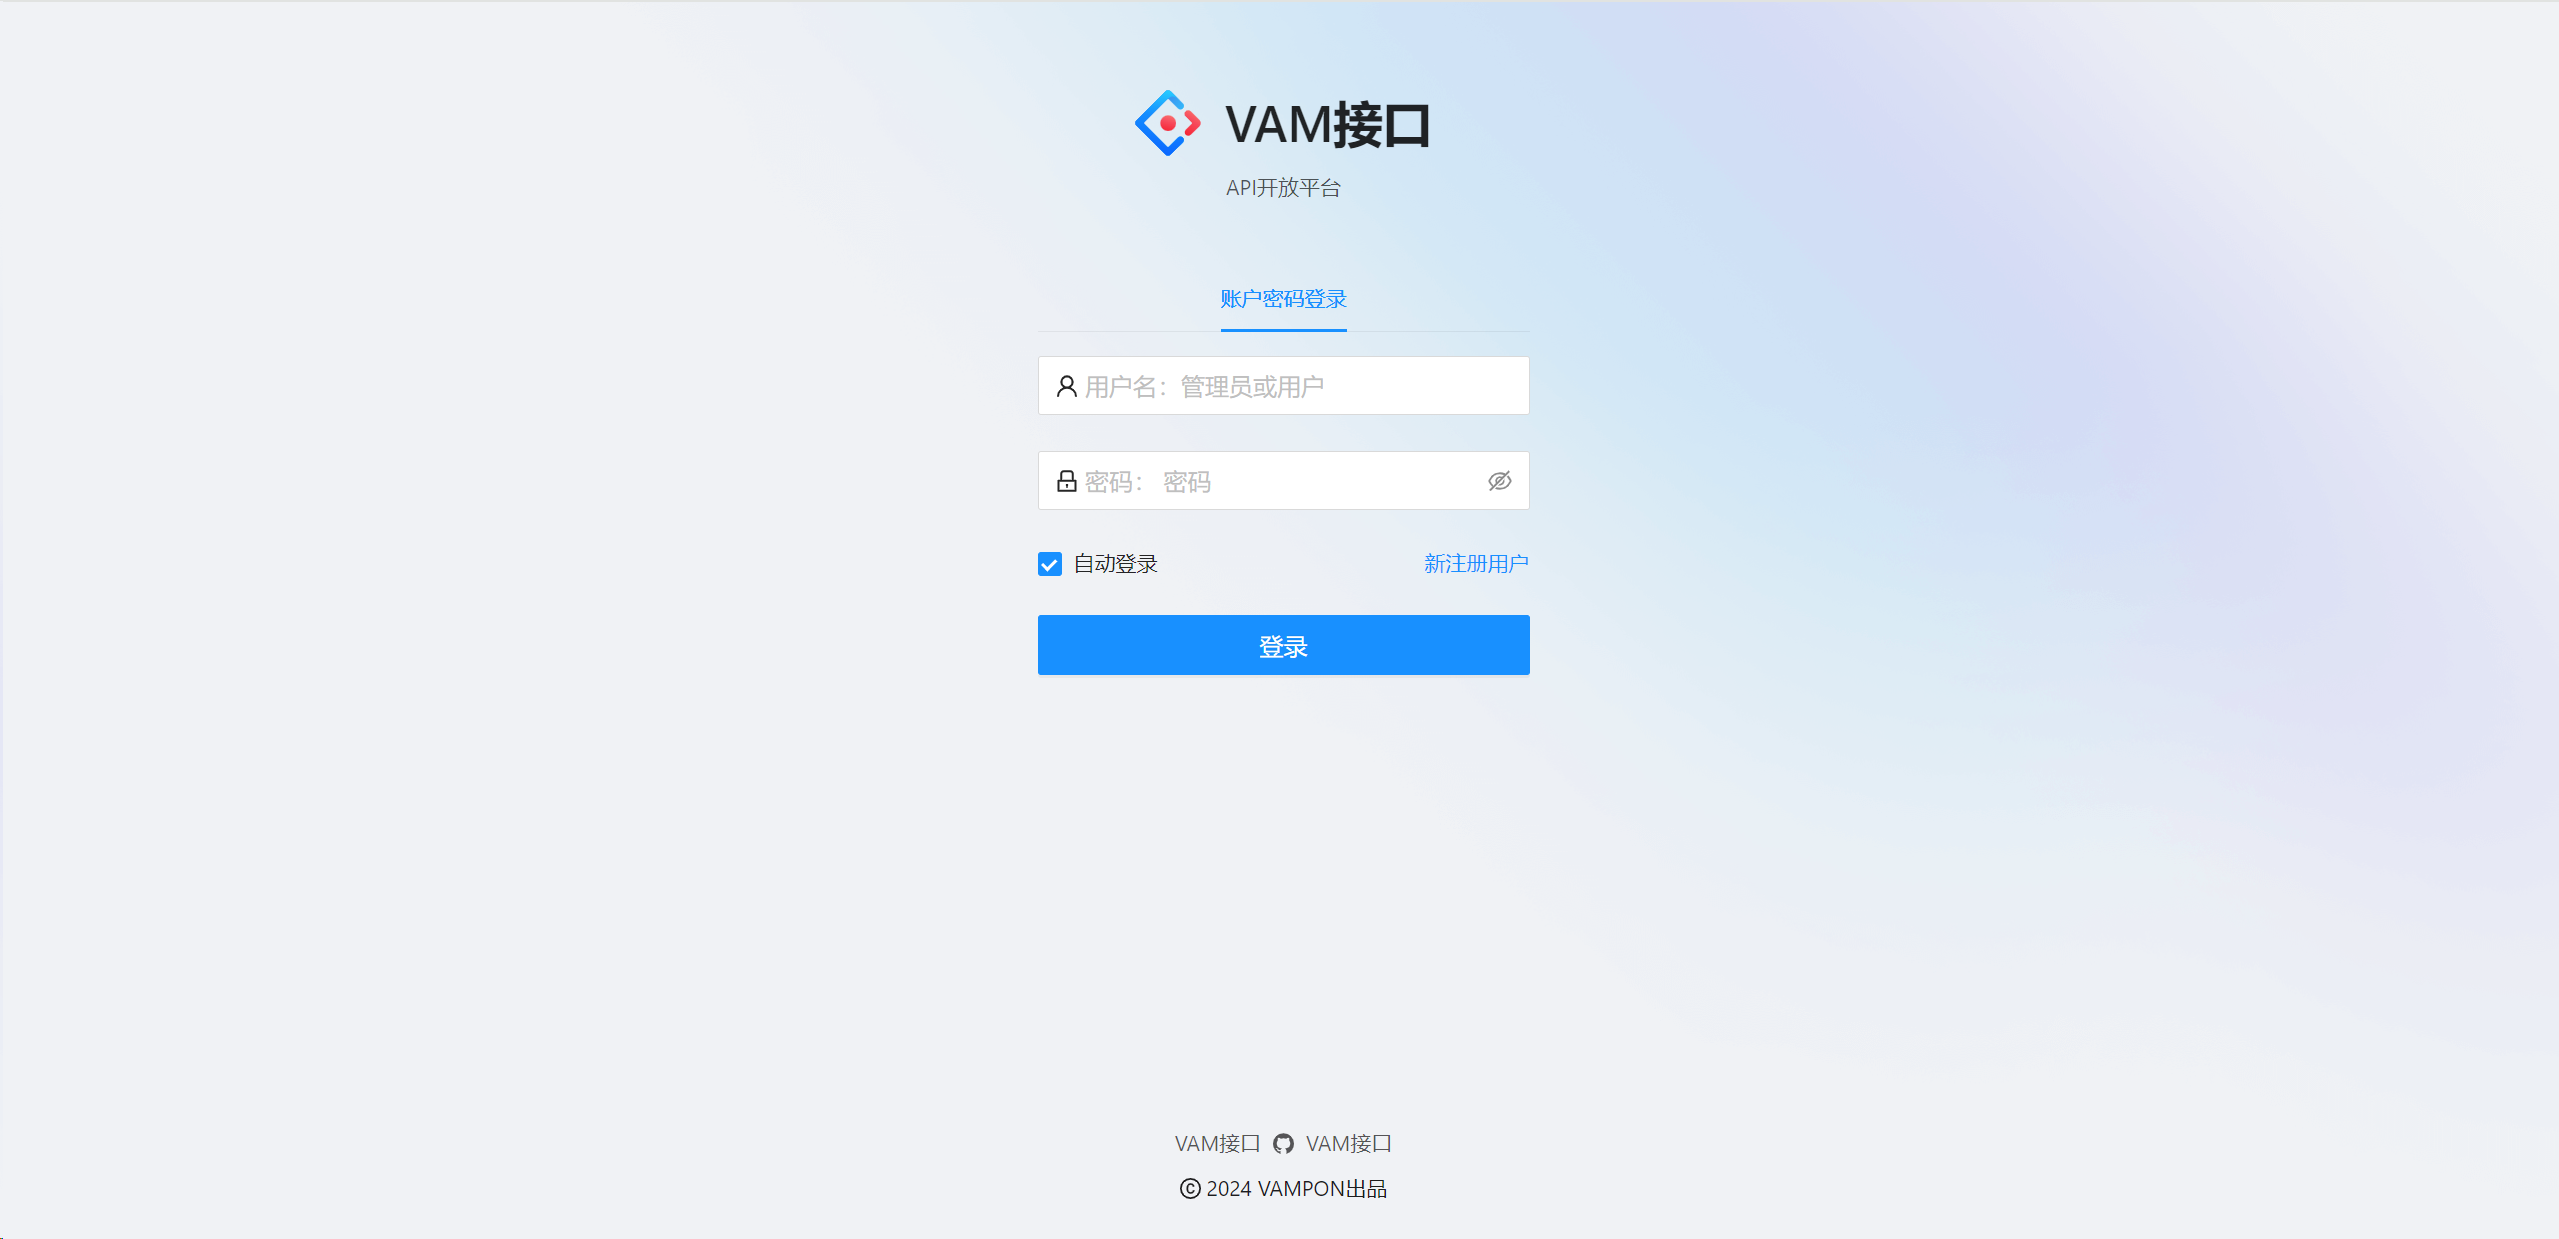 VAM接口
API开放平台
账户密码登录
用户名：管理员或用户
密码： 密码
自动登录 新注册用户
登录
VAM接口 VAM接口
© 2024 VAMPON出品